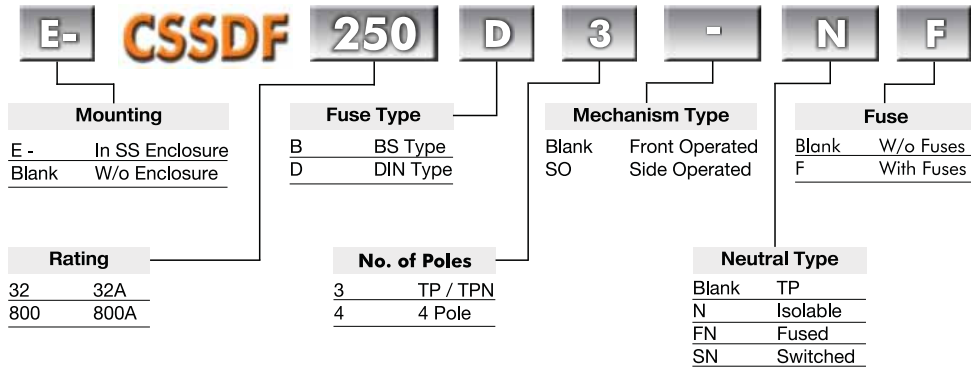 E- CSSDF 250 D 3 - N F
Mounting
E - In SS Enclosure
Blank W/o Enclosure
Fuse Type
B BS Type
D DIN Type
Mechanism Type
Blank Front Operated
SO Side Operated
Fuse
Blank W/o Fuses
F With Fuses
Rating
32 32A
800 800A
No. of Poles
3 TP / TPN
4 4 Pole
Neutral Type
Blank TP
N Isolable
FN Fused
SN Switched